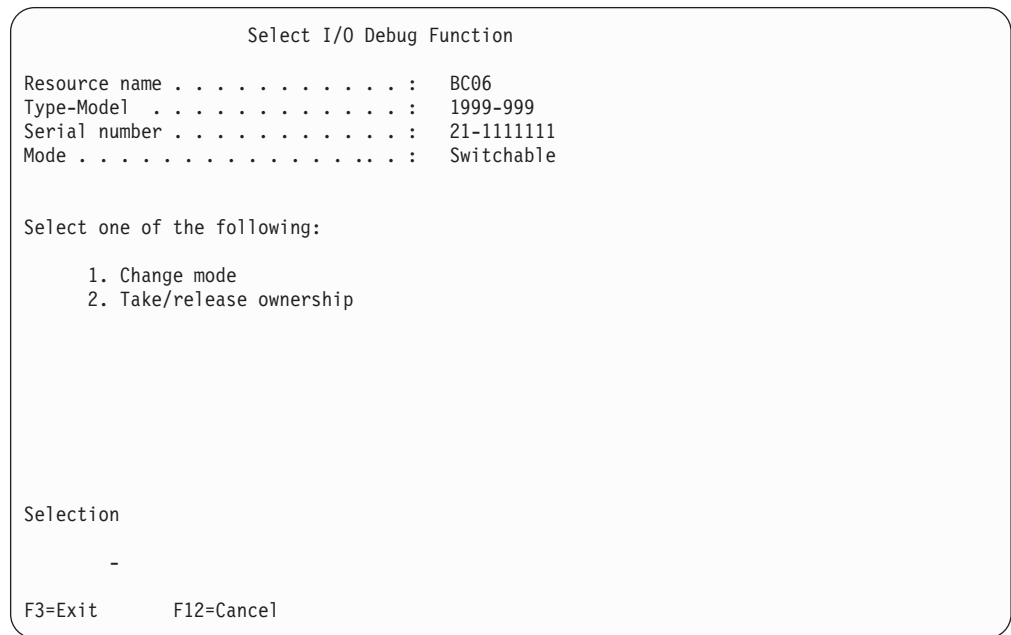 Select I/O Debug Function
Resource name . . . . . . . . . . . : BC06
Type-Model . . . . . . . . . . . . : 1999-999
Serial number . . . . . . . . . . . : 21-1111111
Mode . . . . . . . . . . . . . . .. . : Switchable
Select one of the following:
1. Change mode
2. Take/release ownership
Selection
-
F3=Exit F12=Cancel